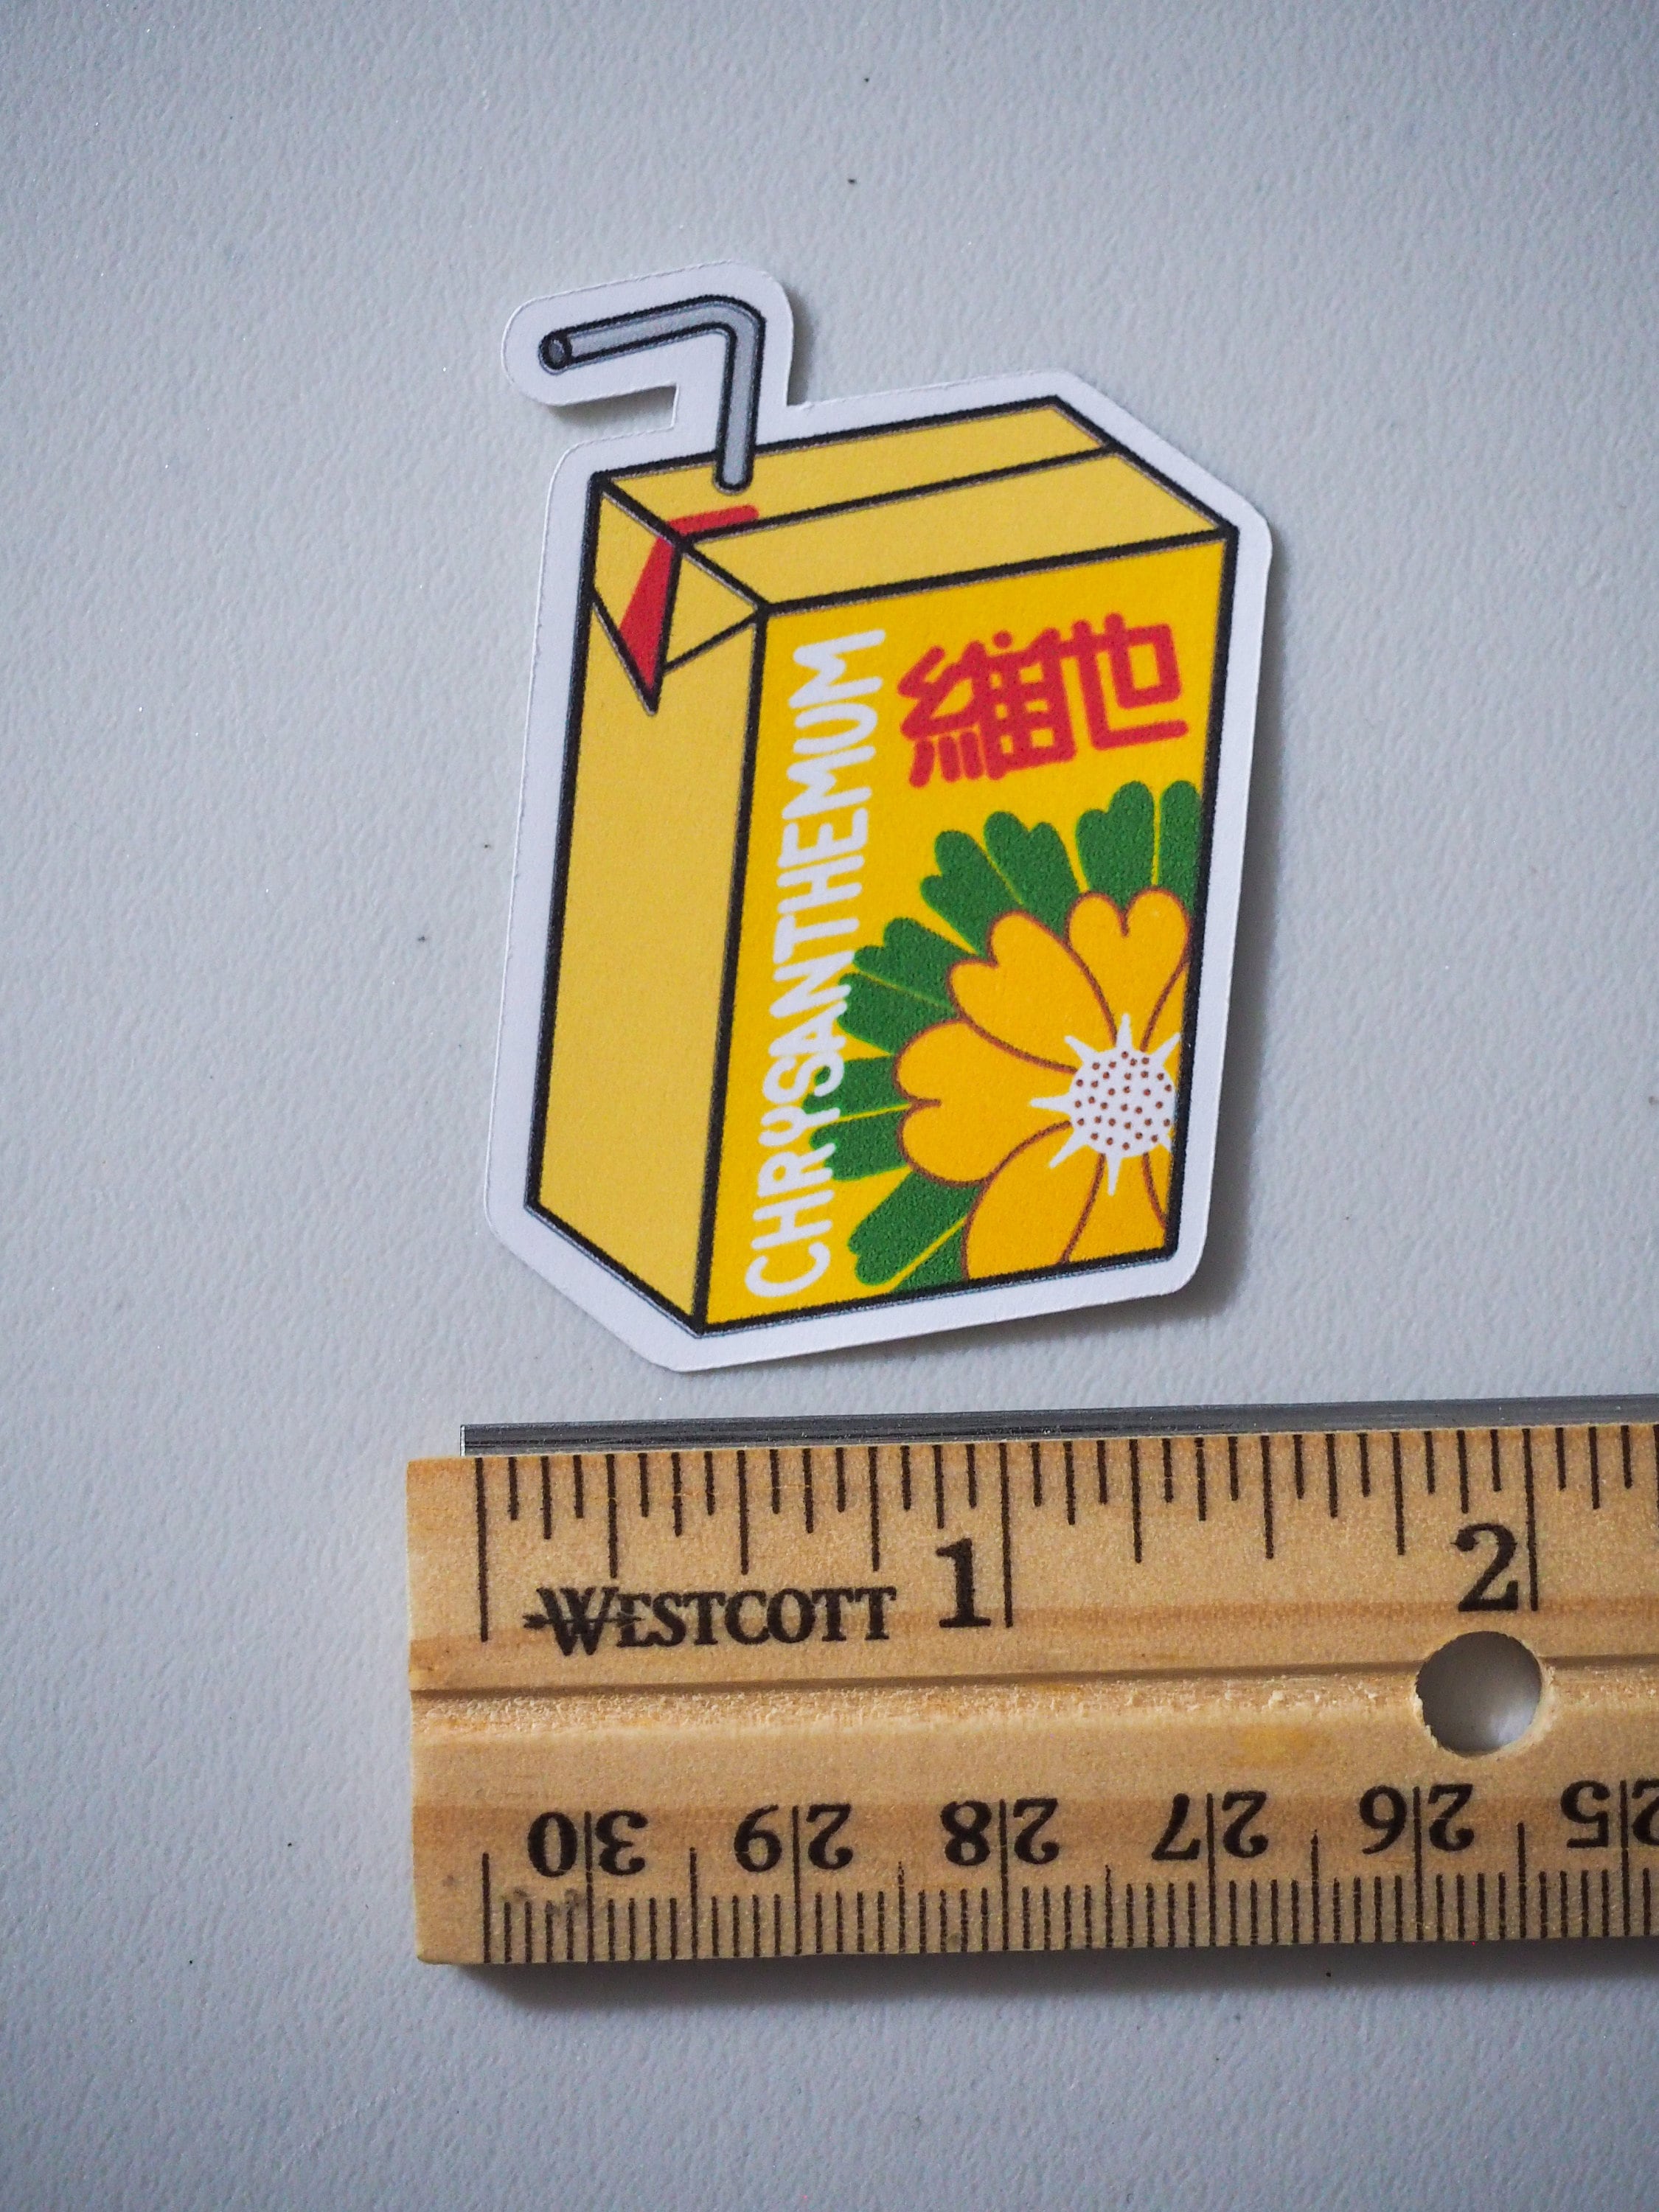 維他
CHRYSANTHEMUM
1 2
WESTCOTT
30 29 28 27 26 25